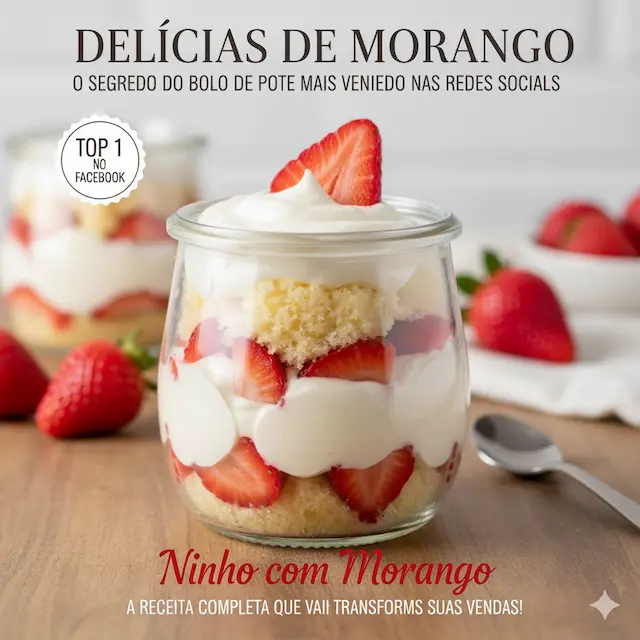 DELÍCIAS DE MORANGO
O SEGREDO DO BOLO DE POTE MAIS VENIEDO NAS REDES SOCIALS
TOP 1
NO
FACEBOOK
Ninho com Morango
A RECEITA COMPLETA QUE VAII TRANSFORMS SUAS VENDAS!